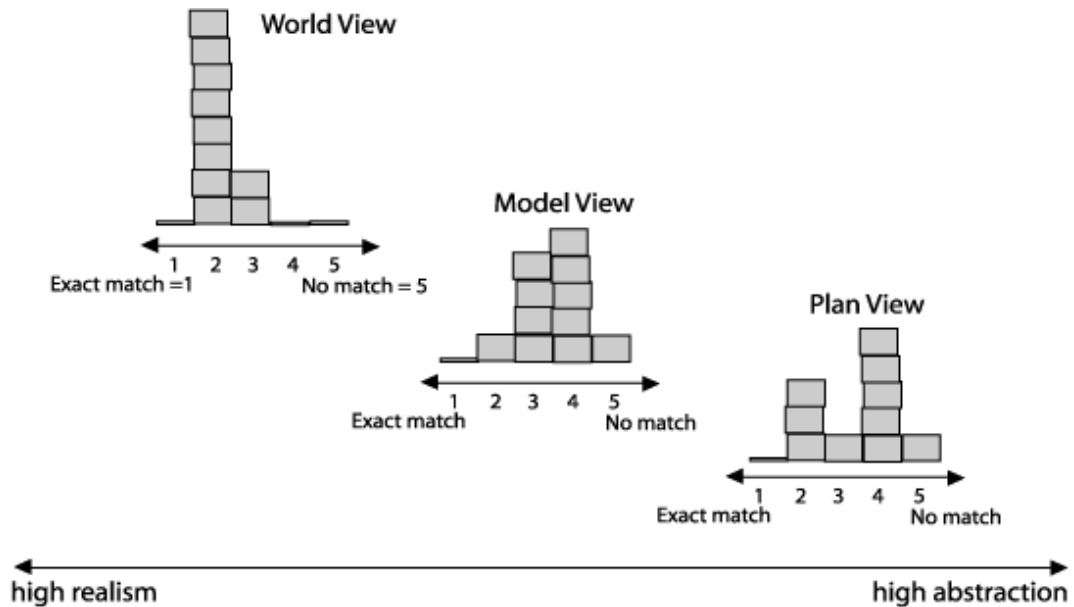 World View
1 2 3 4 5
Exact match =1 No match = 5
Model View
1 2 3 4 5
Exact match No match
Plan View
1 2 3 4 5
Exact match No match
high realism high abstraction